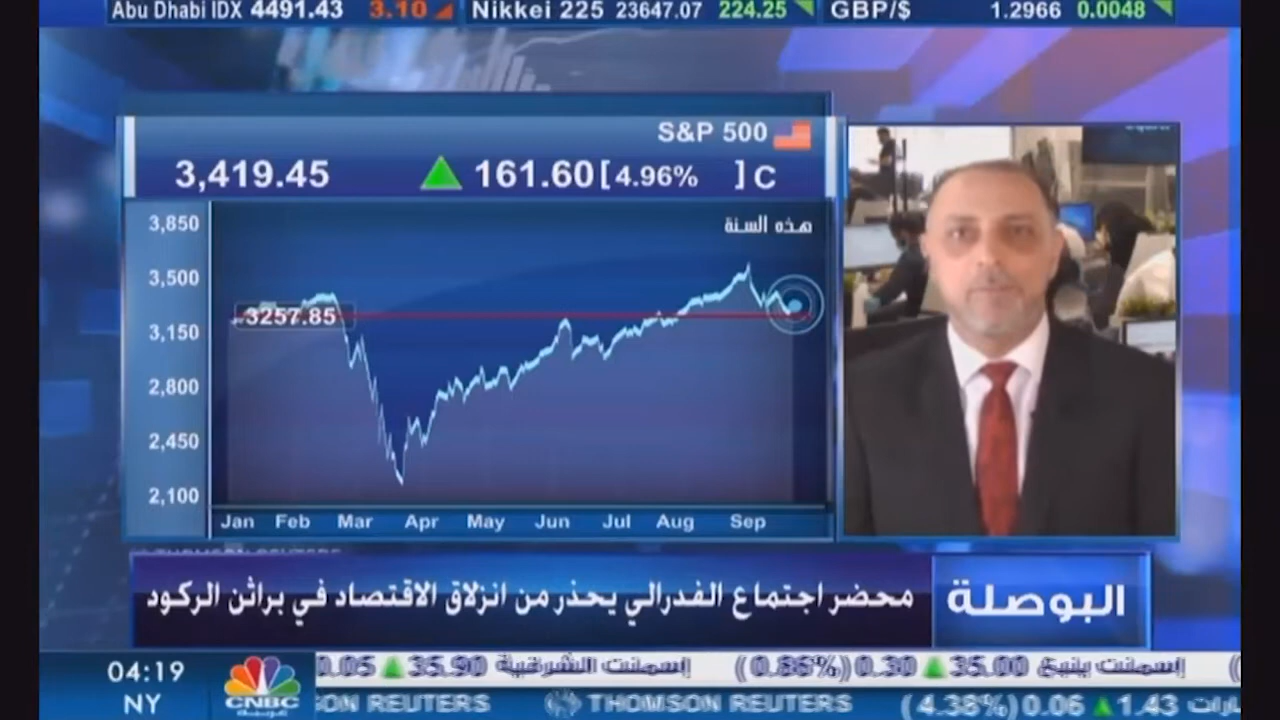 Abu Dhabi IDX 4491.43 3.10 Nikkei 225 23647.07 224.25 GBP/$ 1.2966 0.0048
S&P 500
3,419.45 161.60 [4.96% ] C
هذه السنة
3,850
3,500
3257.85
3,150
2,800
2,450
2,100
Jan Feb Mar Apr May Jun Jul Aug Sep
THOMSON REUTERS
البوصلة
محضر اجتماع الفدرالي يحذر من انزلاق الاقتصاد في براثن الركود
04:19
NY
CNBC
عربية
إسمنت ينبع 35.00 0.30 (0.86%) إسمنت الشرقية 35.90 0.05
1.43 0.06 (4.38%) THOMSON REUTERS